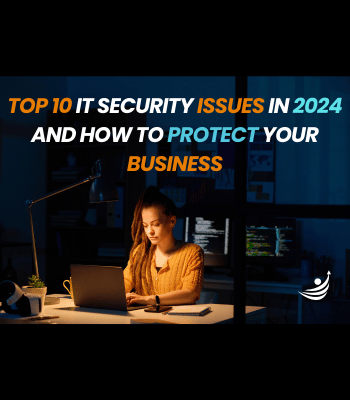 TOP 10 IT SECURITY ISSUES IN 2024
AND HOW TO PROTECT YOUR
BUSINESS